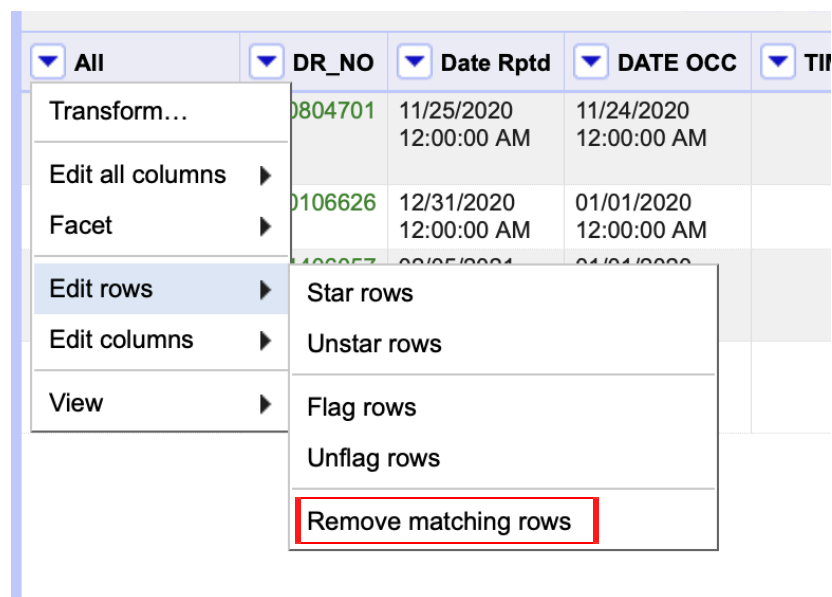 All DR_NO Date Rptd DATE OCC
Transform…
0804701 11/25/2020 11/24/2020
12:00:00 AM 12:00:00 AM
Edit all columns
0106626 12/31/2020 01/01/2020
Facet
12:00:00 AM 12:00:00 AM
Edit rows
Star rows
Edit columns
Unstar rows
View
Flag rows
Unflag rows
Remove matching rows